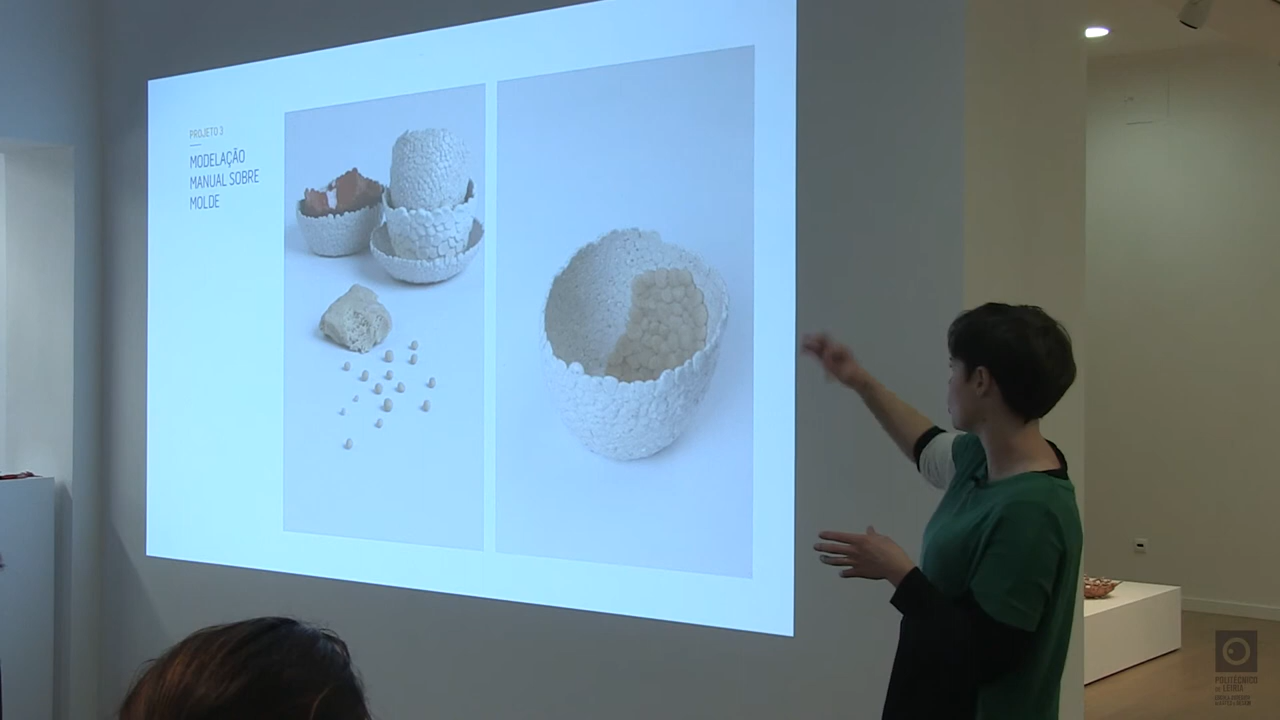 PROJETO 3
MODELAÇÃO
MANUAL SOBRE
MOLDE
POLITÉCNICO
DE LEIRIA